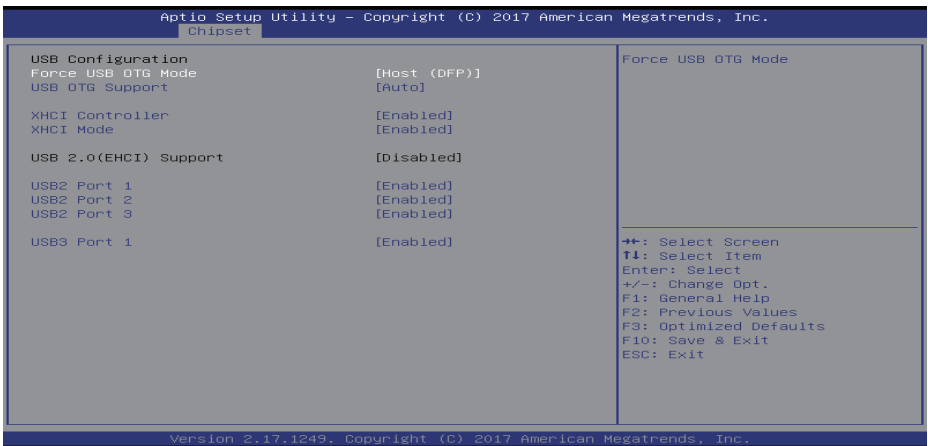 Aptio Setup Utility – Copyright (C) 2017 American Megatrends, Inc.
Chipset
USB Configuration
Force USB OTG Mode [Host (DFP)]
USB OTG Support [Auto]
XHCI Controller [Enabled]
XHCI Mode [Enabled]
USB 2.0(EHCI) Support [Disabled]
USB2 Port 1 [Enabled]
USB2 Port 2 [Enabled]
USB2 Port 3 [Enabled]
USB3 Port 1 [Enabled]
Force USB OTG Mode
→←: Select Screen
↑↓: Select Item
Enter: Select
+/-: Change Opt.
F1: General Help
F2: Previous Values
F3: Optimized Defaults
F10: Save & Exit
ESC: Exit
Version 2.17.1249. Copyright (C) 2017 American Megatrends, Inc.